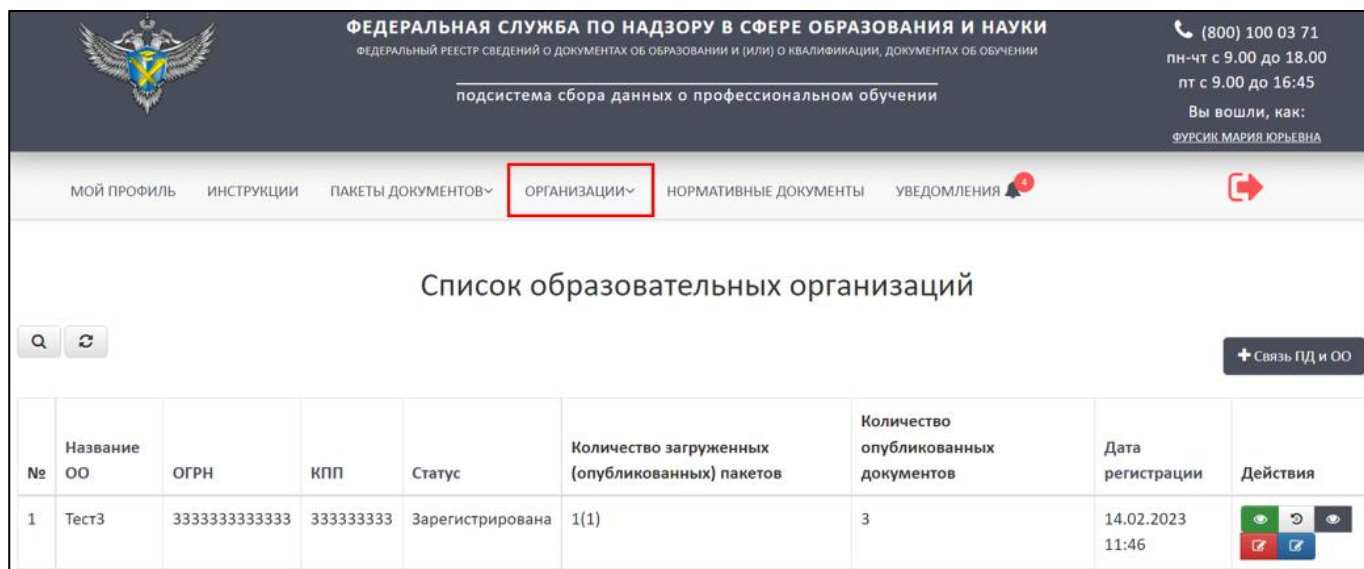 ФЕДЕРАЛЬНАЯ СЛУЖБА ПО НАДЗОРУ В СФЕРЕ ОБРАЗОВАНИЯ И НАУКИ
ФЕДЕРАЛЬНЫЙ РЕЕСТР СВЕДЕНИЙ О ДОКУМЕНТАХ ОБ ОБРАЗОВАНИИ И (ИЛИ) О КВАЛИФИКАЦИИ, ДОКУМЕНТАХ ОБ ОБУЧЕНИИ
подсистема сбора данных о профессиональном обучении
(800) 100 03 71
пн-чт с 9.00 до 18.00
пт с 9.00 до 16:45
Вы вошли, как:
ФУРСИК МАРИЯ ЮРЬЕВНА
МОЙ ПРОФИЛЬ ИНСТРУКЦИИ ПАКЕТЫ ДОКУМЕНТОВ ОРГАНИЗАЦИИ НОРМАТИВНЫЕ ДОКУМЕНТЫ УВЕДОМЛЕНИЯ 4
Список образовательных организаций
+ Связь ПД и ОО
№ Название ОО ОГРН КПП Статус Количество загруженных (опубликованных) пакетов Количество опубликованных документов Дата регистрации Действия
1 Тест3 3333333333333 333333333 Зарегистрирована 1(1) 3 14.02.2023 11:46